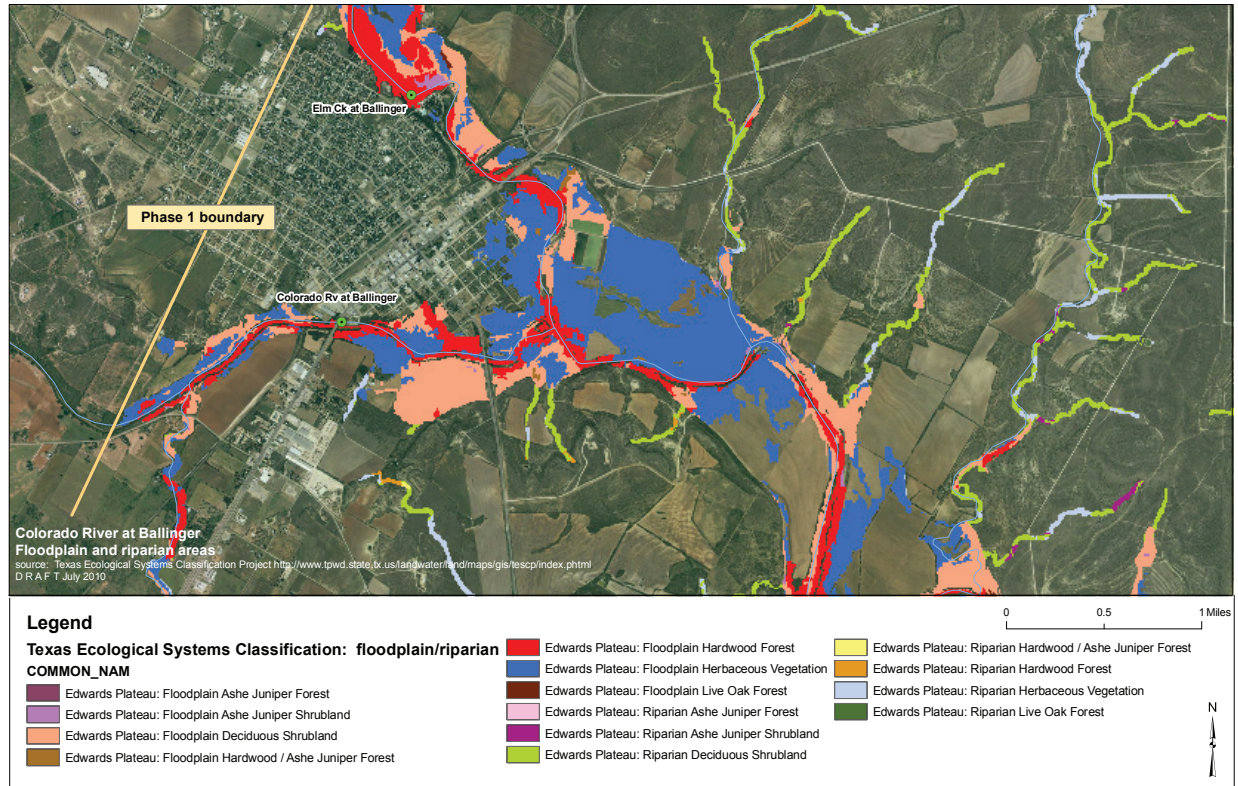 Elm Ck at Ballinger
Phase 1 boundary
Colorado Rv at Ballinger
Colorado River at Ballinger
Floodplain and riparian areas
source: Texas Ecological Systems Classification Project http://www.tpwd.state.tx.us/landwater/land/maps/gis/tescp/index.phtml
D R A F T July 2010
Legend
Texas Ecological Systems Classification: floodplain/riparian
COMMON_NAM
Edwards Plateau: Floodplain Ashe Juniper Forest
Edwards Plateau: Floodplain Ashe Juniper Shrubland
Edwards Plateau: Floodplain Deciduous Shrubland
Edwards Plateau: Floodplain Hardwood / Ashe Juniper Forest
Edwards Plateau: Floodplain Hardwood Forest
Edwards Plateau: Floodplain Herbaceous Vegetation
Edwards Plateau: Floodplain Live Oak Forest
Edwards Plateau: Riparian Ashe Juniper Forest
Edwards Plateau: Riparian Ashe Juniper Shrubland
Edwards Plateau: Riparian Deciduous Shrubland
Edwards Plateau: Riparian Hardwood / Ashe Juniper Forest
Edwards Plateau: Riparian Hardwood Forest
Edwards Plateau: Riparian Herbaceous Vegetation
Edwards Plateau: Riparian Live Oak Forest
0 0.5 1 Miles
N